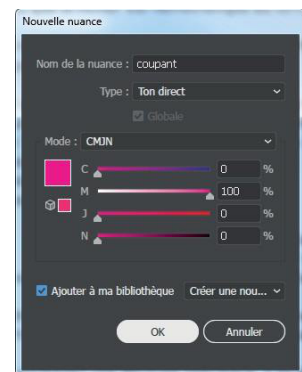 Nouvelle nuance
Nom de la nuance : coupant
Type : Ton direct
Globale
Mode : CMJN
C 0 %
M 100 %
J 0 %
N 0 %
Ajouter à ma bibliothèque Créer une nou...
OK Annuler